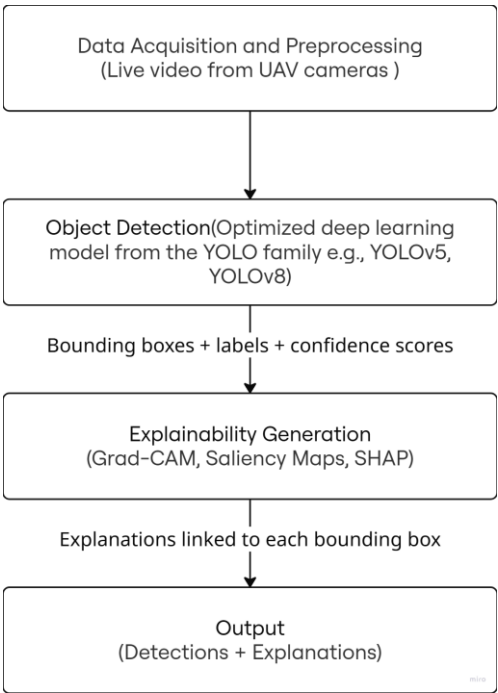 Data Acquisition and Preprocessing
(Live video from UAV cameras )
Object Detection(Optimized deep learning
model from the YOLO family e.g., YOLOv5,
YOLOv8)
Bounding boxes + labels + confidence scores
Explainability Generation
(Grad-CAM, Saliency Maps, SHAP)
Explanations linked to each bounding box
Output
(Detections + Explanations)
miro